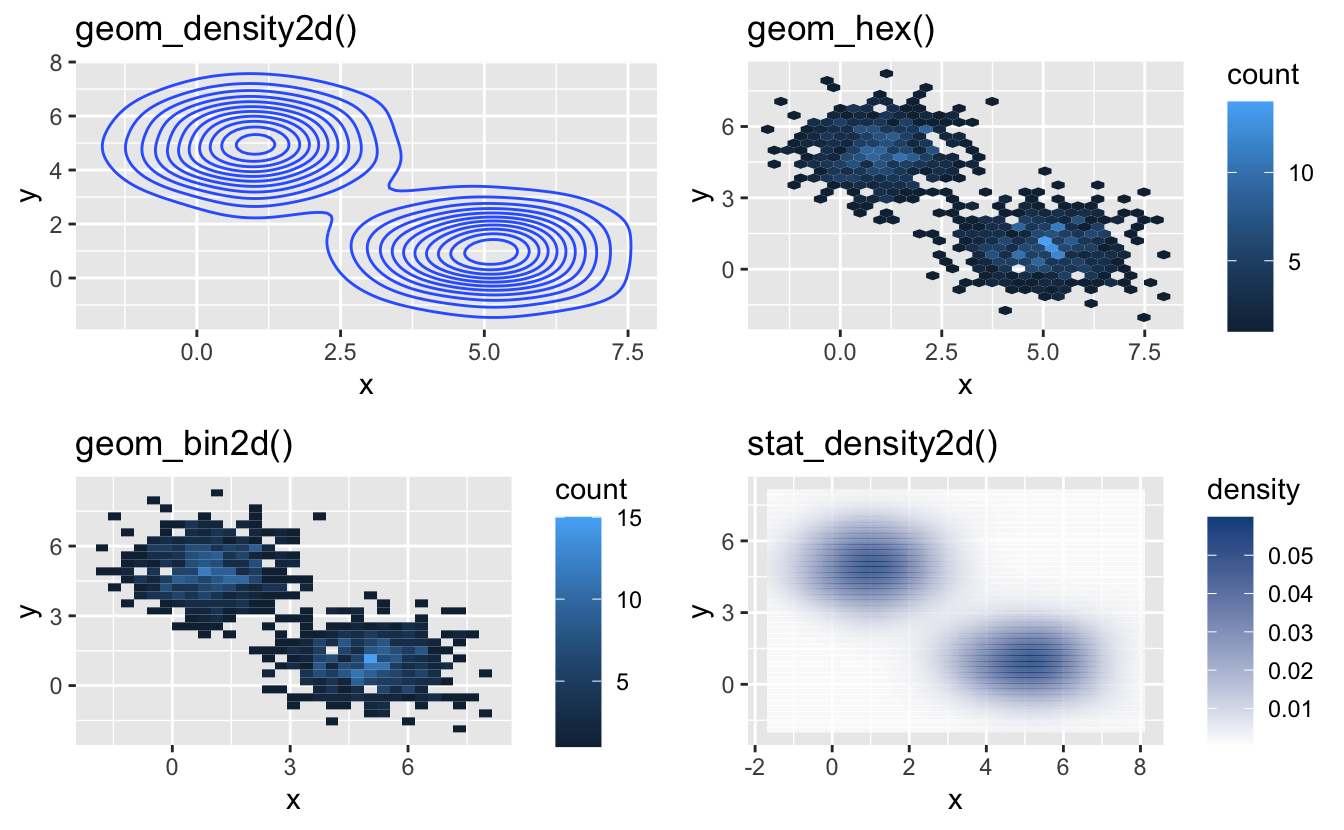 geom_density2d()
8
6
4
2
0
y
0.0 2.5 5.0 7.5
x
geom_hex()
6
3
0
y
0.0 2.5 5.0 7.5
x
count
10
5
geom_bin2d()
6
3
0
y
0 3 6
x
count
15
10
5
stat_density2d()
6
3
0
y
-2 0 2 4 6 8
x
density
0.05
0.04
0.03
0.02
0.01